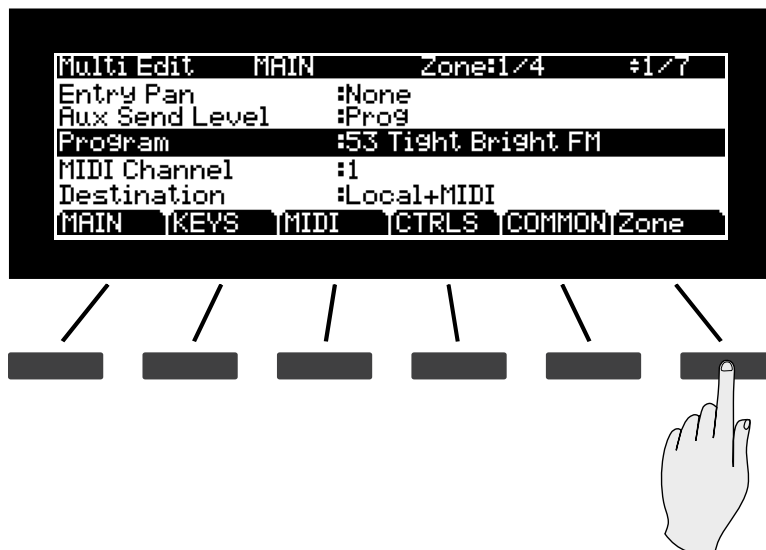 Multi Edit MAIN Zone:1/4 ÷1/7
Entry Pan :None
Aux Send Level :Prog
Program :53 Tight Bright FM
MIDI Channel :1
Destination :Local+MIDI
MAIN KEYS MIDI CTRLS COMMON Zone